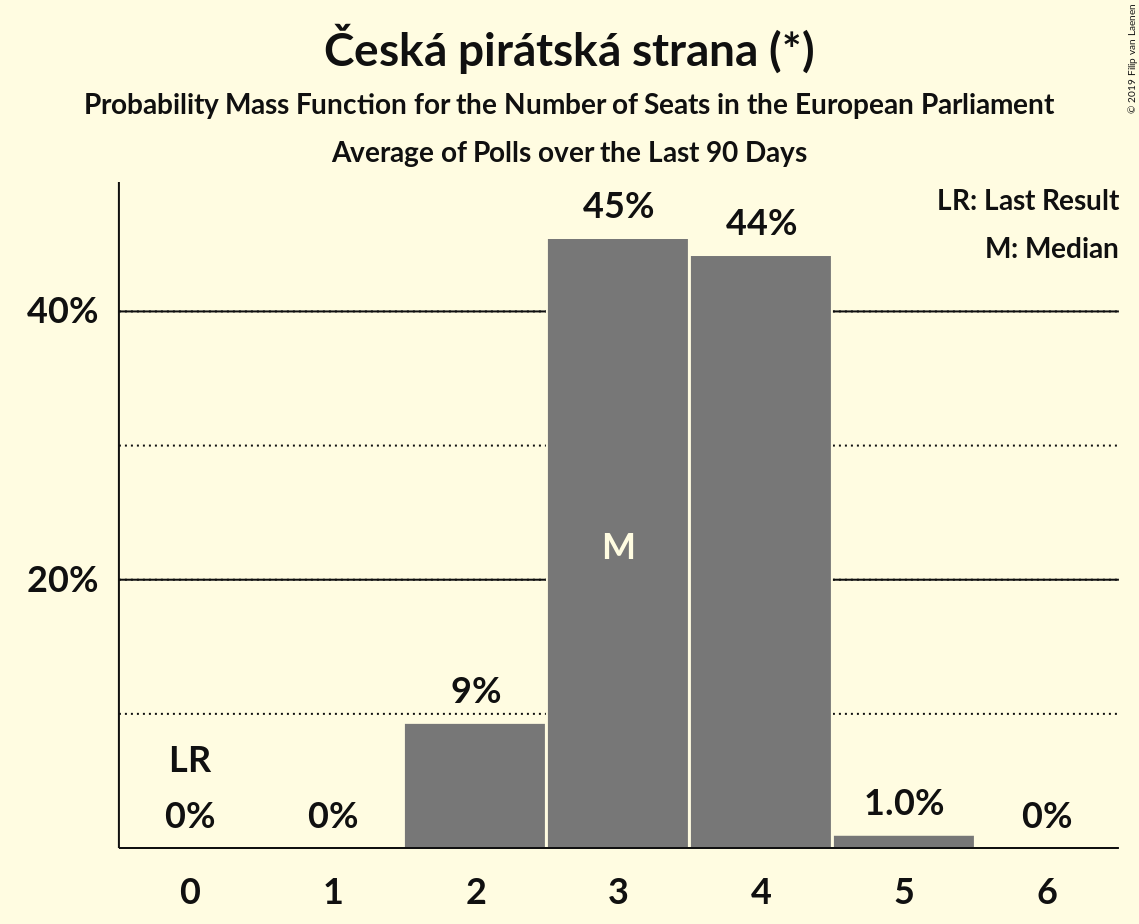 Česká pirátská strana (*)
Probability Mass Function for the Number of Seats in the European Parliament
Average of Polls over the Last 90 Days
© 2019 Filip van Laenen
LR: Last Result
M: Median
45%
44%
40%
M
20%
9%
LR
0%
0%
1.0%
0%
0 1 2 3 4 5 6